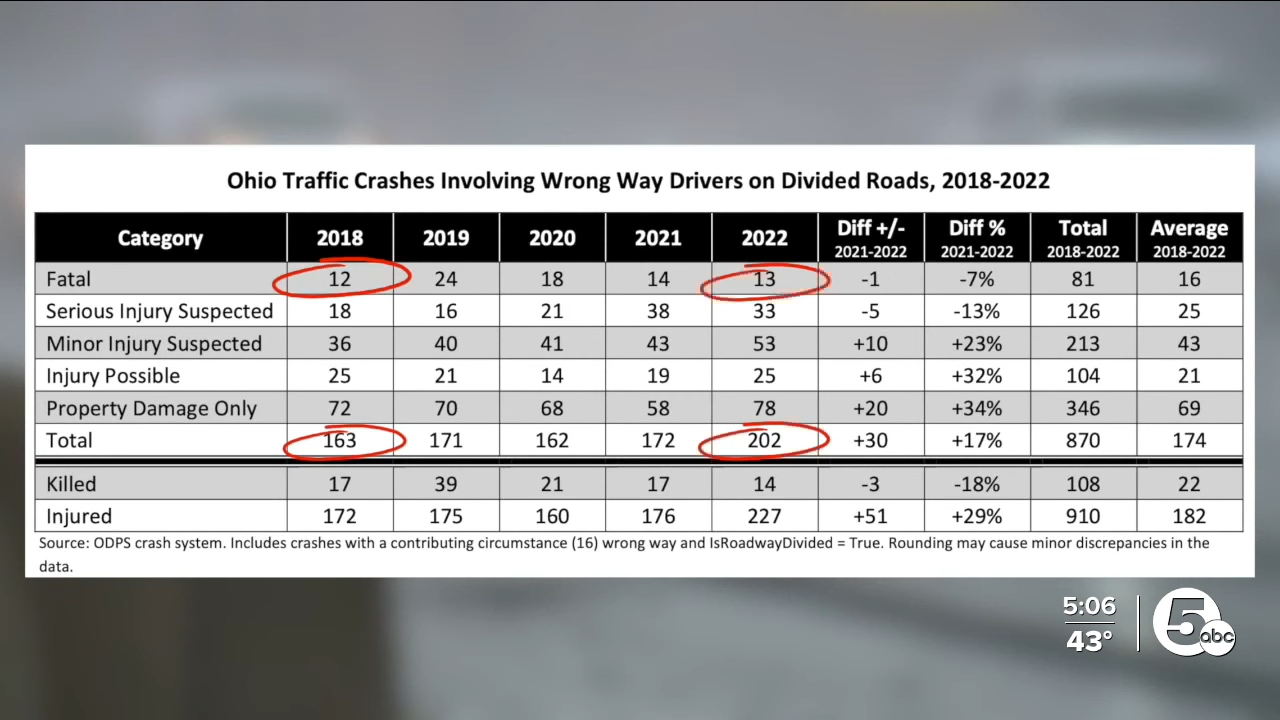 Ohio Traffic Crashes Involving Wrong Way Drivers on Divided Roads, 2018-2022
Category 2018 2019 2020 2021 2022 Diff +/- 2021-2022 Diff % 2021-2022 Total 2018-2022 Average 2018-2022
Fatal 12 24 18 14 13 -1 -7% 81 16
Serious Injury Suspected 18 16 21 38 33 -5 -13% 126 25
Minor Injury Suspected 36 40 41 43 53 +10 +23% 213 43
Injury Possible 25 21 14 19 25 +6 +32% 104 21
Property Damage Only 72 70 68 58 78 +20 +34% 346 69
Total 163 171 162 172 202 +30 +17% 870 174
Killed 17 39 21 17 14 -3 -18% 108 22
Injured 172 175 160 176 227 +51 +29% 910 182
Source: ODPS crash system. Includes crashes with a contributing circumstance (16) wrong way and IsRoadwayDivided = True. Rounding may cause minor discrepancies in the
data.
5:06
43°
5 abc